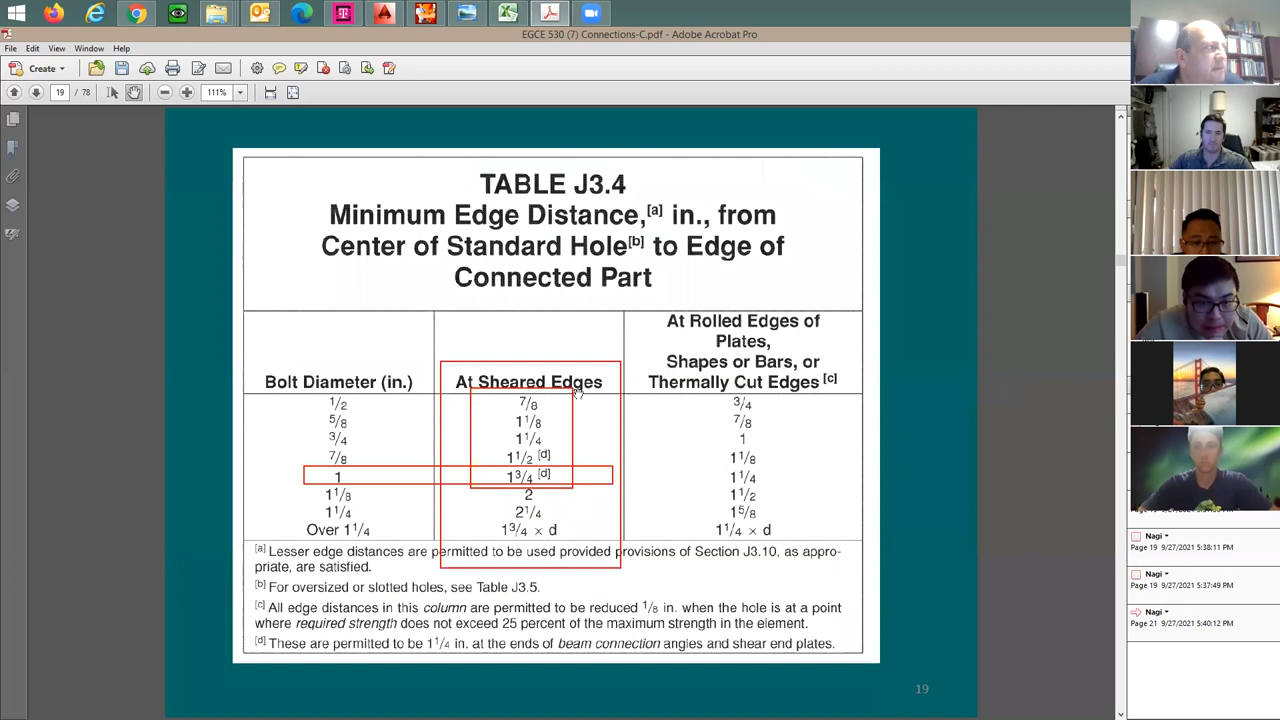 EGCE 530 (7) Connections-C.pdf - Adobe Acrobat Pro
File Edit View Window Help
Create
19 / 78 111%
TABLE J3.4
Minimum Edge Distance,[a] in., from
Center of Standard Hole[b] to Edge of
Connected Part
At Rolled Edges of
Plates,
Shapes or Bars, or
Bolt Diameter (in.) At Sheared Edges Thermally Cut Edges [c]
1/2 7/8 3/4
5/8 1 1/8 7/8
3/4 1 1/4 1
7/8 1 1/2 [d] 1 1/8
1 1 3/4 [d] 1 1/4
1 1/8 2 1 1/2
1 1/4 2 1/4 1 5/8
Over 1 1/4 1 3/4 × d 1 1/4 × d
[a] Lesser edge distances are permitted to be used provided provisions of Section J3.10, as appro-
priate, are satisfied.
[b] For oversized or slotted holes, see Table J3.5.
[c] All edge distances in this column are permitted to be reduced 1/8 in. when the hole is at a point
where required strength does not exceed 25 percent of the maximum strength in the element.
[d] These are permitted to be 1 1/4 in. at the ends of beam connection angles and shear end plates.
19
Nagi
Page 19 9/27/2021 5:38:11 PM
Nagi
Page 19 9/27/2021 5:37:49 PM
Nagi
Page 21 9/27/2021 5:40:12 PM